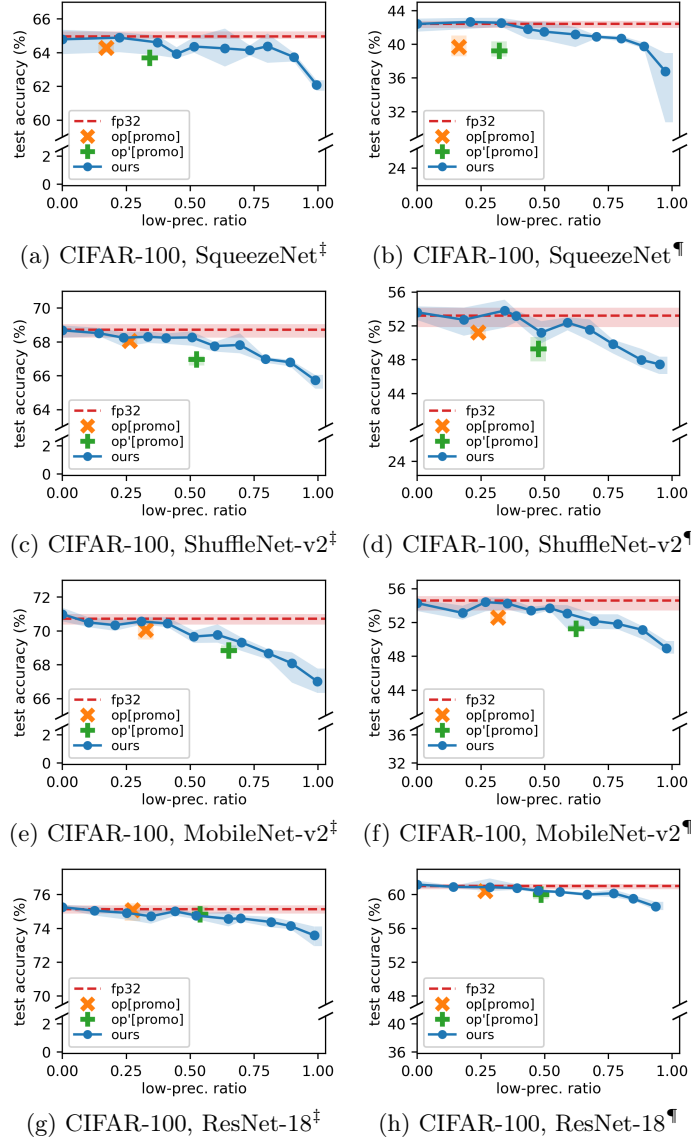 test accuracy (%)
66
64
62
60
2
0
fp32
op[promo]
op'[promo]
ours
0.00 0.25 0.50 0.75 1.00
low-prec. ratio
(a) CIFAR-100, SqueezeNet‡
test accuracy (%)
44
40
36
32
24
fp32
op[promo]
op'[promo]
ours
0.00 0.25 0.50 0.75 1.00
low-prec. ratio
(b) CIFAR-100, SqueezeNet¶
test accuracy (%)
70
68
66
64
2
0
fp32
op[promo]
op'[promo]
ours
0.00 0.25 0.50 0.75 1.00
low-prec. ratio
(c) CIFAR-100, ShuffleNet-v2‡
test accuracy (%)
56
52
48
44
24
fp32
op[promo]
op'[promo]
ours
0.00 0.25 0.50 0.75 1.00
low-prec. ratio
(d) CIFAR-100, ShuffleNet-v2¶
test accuracy (%)
72
70
68
66
2
0
fp32
op[promo]
op'[promo]
ours
0.00 0.25 0.50 0.75 1.00
low-prec. ratio
(e) CIFAR-100, MobileNet-v2‡
test accuracy (%)
56
52
48
44
36
32
fp32
op[promo]
op'[promo]
ours
0.00 0.25 0.50 0.75 1.00
low-prec. ratio
(f) CIFAR-100, MobileNet-v2¶
test accuracy (%)
76
74
72
70
2
0
fp32
op[promo]
op'[promo]
ours
0.00 0.25 0.50 0.75 1.00
low-prec. ratio
(g) CIFAR-100, ResNet-18‡
test accuracy (%)
60
56
52
48
40
36
fp32
op[promo]
op'[promo]
ours
0.00 0.25 0.50 0.75 1.00
low-prec. ratio
(h) CIFAR-100, ResNet-18¶